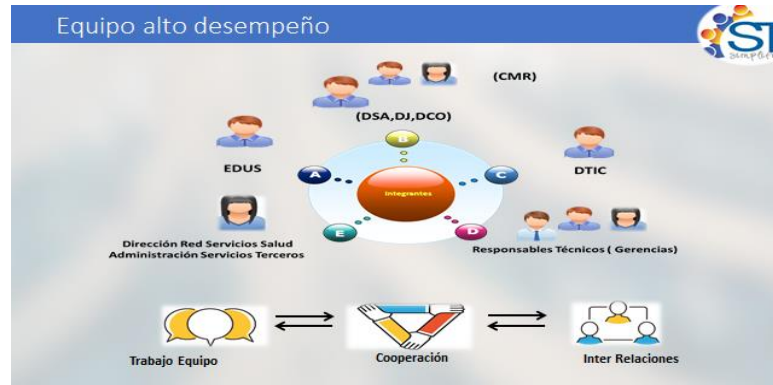 Equipo alto desempeño
ST
simplifi
(CMR)
(DSA,DJ,DCO)
B
EDUS
DTIC
A
C
Integrantes
E
D
Dirección Red Servicios Salud
Administración Servicios Terceros
Responsables Técnicos ( Gerencias)
Trabajo Equipo
Cooperación
Inter Relaciones